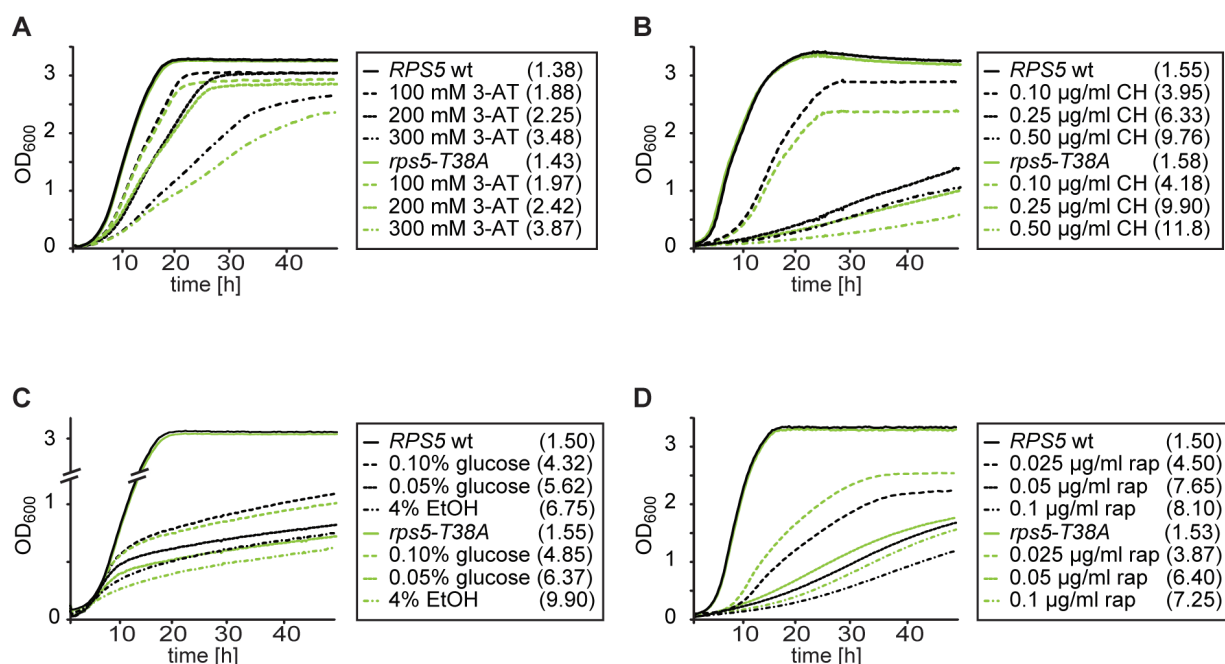 A
OD600
3
2
1
0
10 20 30 40
time [h]
RPS5 wt (1.38)
100 mM 3-AT (1.88)
200 mM 3-AT (2.25)
300 mM 3-AT (3.48)
rps5-T38A (1.43)
100 mM 3-AT (1.97)
200 mM 3-AT (2.42)
300 mM 3-AT (3.87)
B
OD600
3
2
1
0
10 20 30 40
time [h]
RPS5 wt (1.55)
0.10 µg/ml CH (3.95)
0.25 µg/ml CH (6.33)
0.50 µg/ml CH (9.76)
rps5-T38A (1.58)
0.10 µg/ml CH (4.18)
0.25 µg/ml CH (9.90)
0.50 µg/ml CH (11.8)
C
OD600
3
1
0
10 20 30 40
time [h]
RPS5 wt (1.50)
0.10% glucose (4.32)
0.05% glucose (5.62)
4% EtOH (6.75)
rps5-T38A (1.55)
0.10% glucose (4.85)
0.05% glucose (6.37)
4% EtOH (9.90)
D
OD600
3
2
1
0
10 20 30 40
time [h]
RPS5 wt (1.50)
0.025 µg/ml rap (4.50)
0.05 µg/ml rap (7.65)
0.1 µg/ml rap (8.10)
rps5-T38A (1.53)
0.025 µg/ml rap (3.87)
0.05 µg/ml rap (6.40)
0.1 µg/ml rap (7.25)